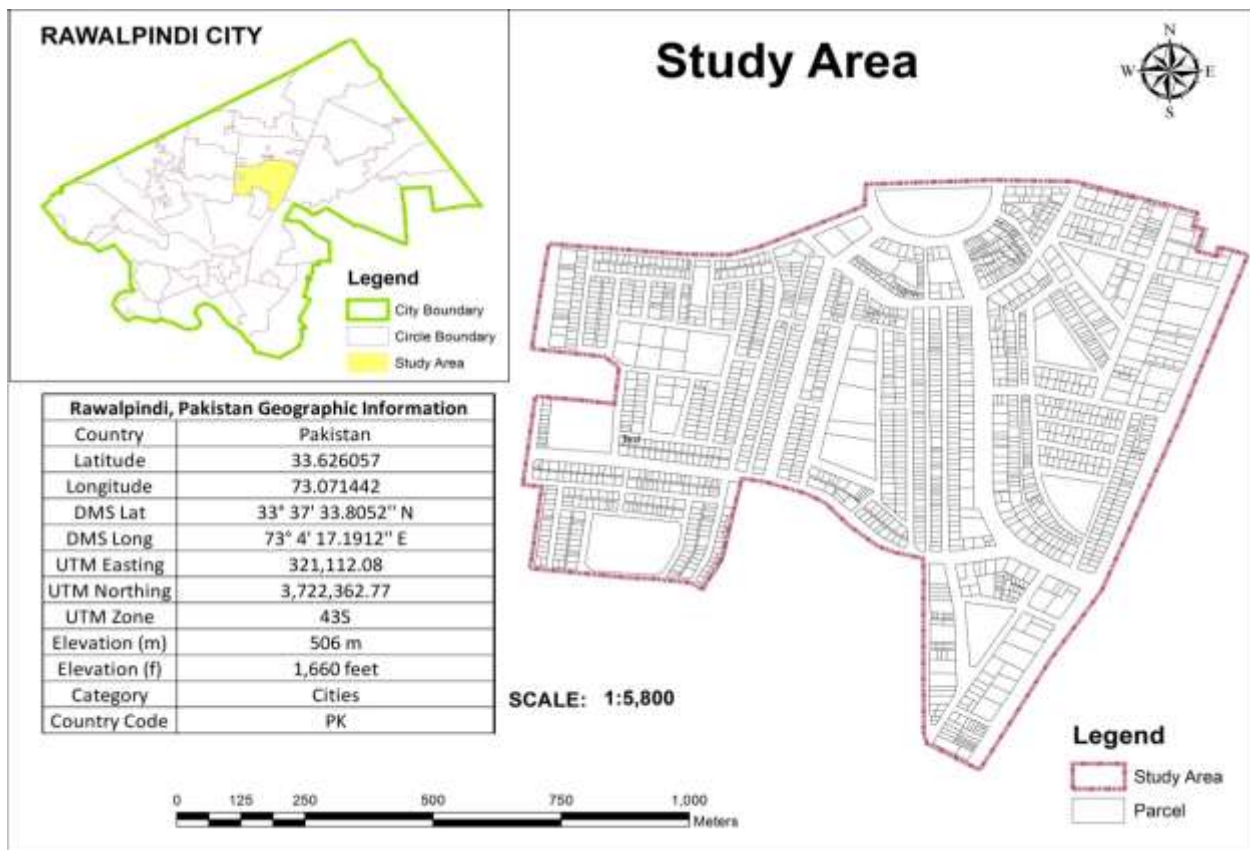 RAWALPINDI CITY
Legend
City Boundary
Circle Boundary
Study Area
Study Area
N
W E
S
Rawalpindi, Pakistan Geographic Information
Country Pakistan
Latitude 33.626057
Longitude 73.071442
DMS Lat 33° 37' 33.8052'' N
DMS Long 73° 4' 17.1912'' E
UTM Easting 321,112.08
UTM Northing 3,722,362.77
UTM Zone 43S
Elevation (m) 506 m
Elevation (f) 1,660 feet
Category Cities
Country Code PK
SCALE: 1:5,800
0 125 250 500 750 1,000
Meters
Legend
Study Area
Parcel